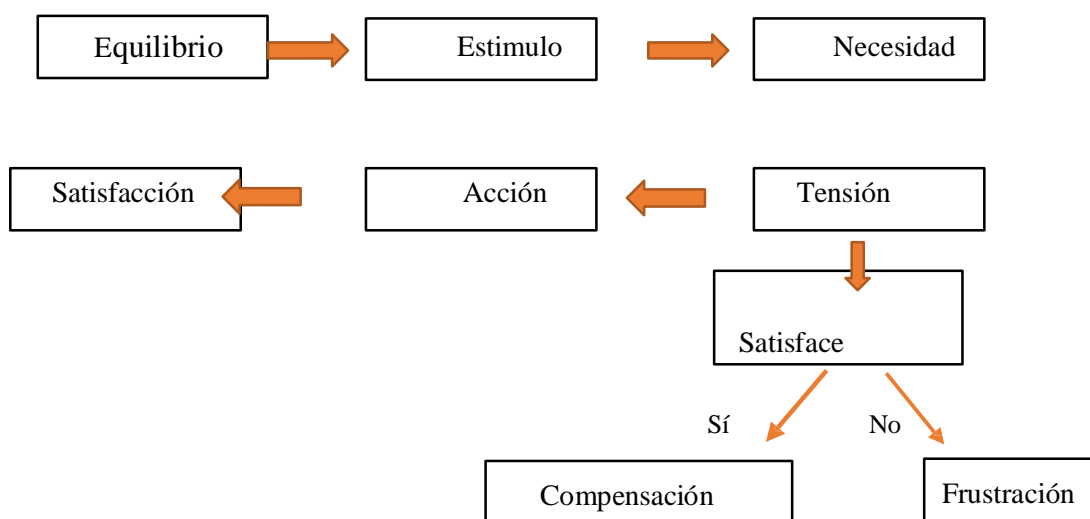 Equilibrio
Estimulo
Necesidad
Satisfacción
Acción
Tensión
Satisface
Sí
No
Compensación
Frustración